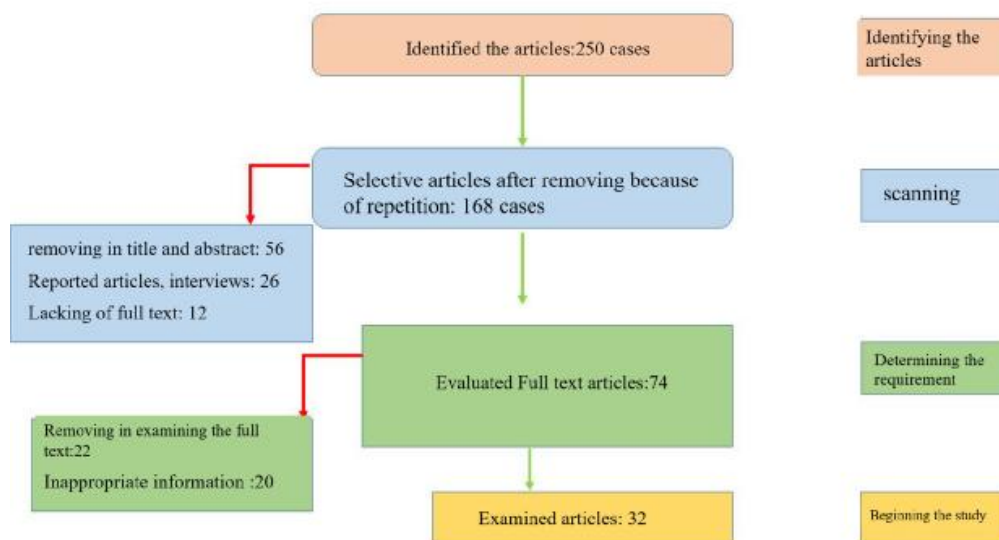 Identified the articles:250 cases
Identifying the
articles
Selective articles after removing because
of repetition: 168 cases
scanning
removing in title and abstract: 56
Reported articles, interviews: 26
Lacking of full text: 12
Evaluated Full text articles:74
Determining the
requirement
Removing in examining the full
text:22
Inappropriate information :20
Examined articles: 32
Beginning the study